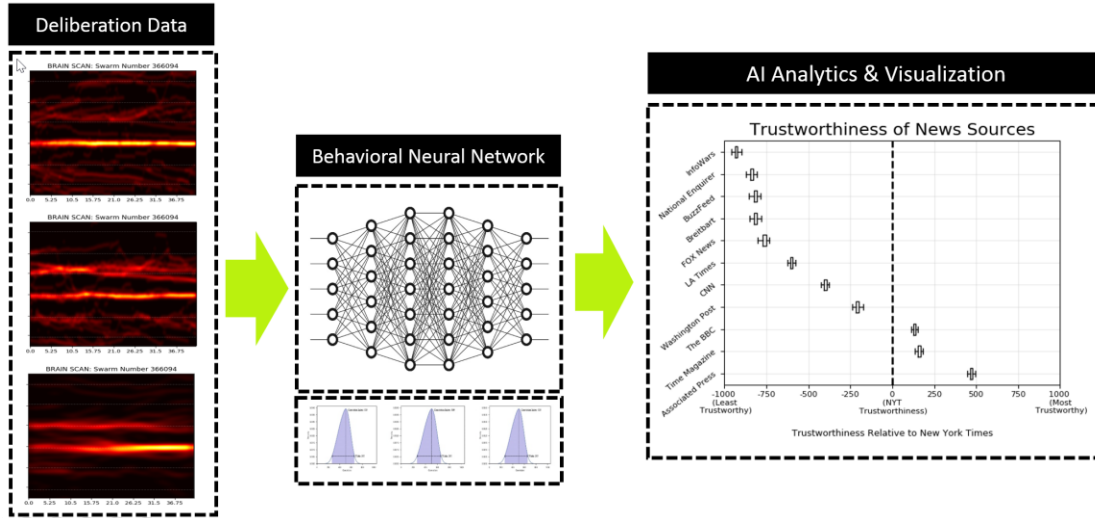 Deliberation Data
BRAIN SCAN: Swarm Number 366094
0.0 5.25 10.5 15.75 21.0 26.25 31.5 36.75
BRAIN SCAN: Swarm Number 366094
0.0 5.25 10.5 15.75 21.0 26.25 31.5 36.75
BRAIN SCAN: Swarm Number 366094
0.0 5.25 10.5 15.75 21.0 26.25 31.5 36.75
Behavioral Neural Network
AI Analytics & Visualization
Trustworthiness of News Sources
InfoWars
National Enquirer
BuzzFeed
Breitbart
FOX News
LA Times
CNN
Washington Post
The BBC
Time Magazine
Associated Press
-1000 -750 -500 -250 0 250 500 750 1000
(Least Trustworthy) (NYT Trustworthiness) (Most Trustworthy)
Trustworthiness Relative to New York Times